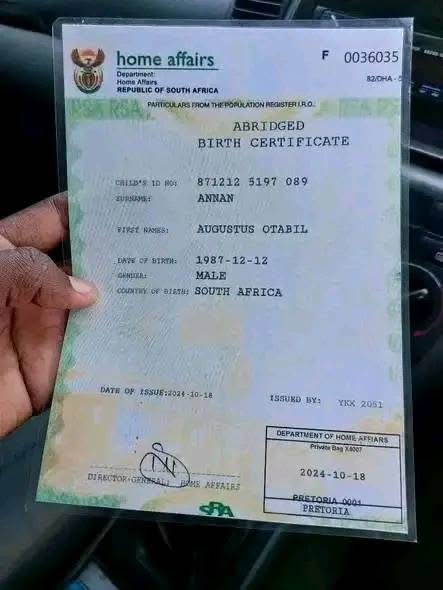 home affairs
Department:
Home Affairs
REPUBLIC OF SOUTH AFRICA
F 0036035
82/DHA -
RSA RSA
PARTICULARS FROM THE POPULATION REGISTER I.R.O.
ABRIDGED
BIRTH CERTIFICATE
CHILD'S ID NO: 871212 5197 089
SURNAME: ANNAN
FIRST NAMES: AUGUSTUS OTABIL
DATE OF BIRTH: 1987-12-12
GENDER: MALE
COUNTRY OF BIRTH: SOUTH AFRICA
DATE OF ISSUE:2024-10-18
ISSUED BY: YKX 2051
DEPARTMENT OF HOME AFFAIRS
Private Bag X4007
2024-10-18
PRETORIA 0001
PRETORIA
DIRECTOR-GENERAL: HOME AFFAIRS